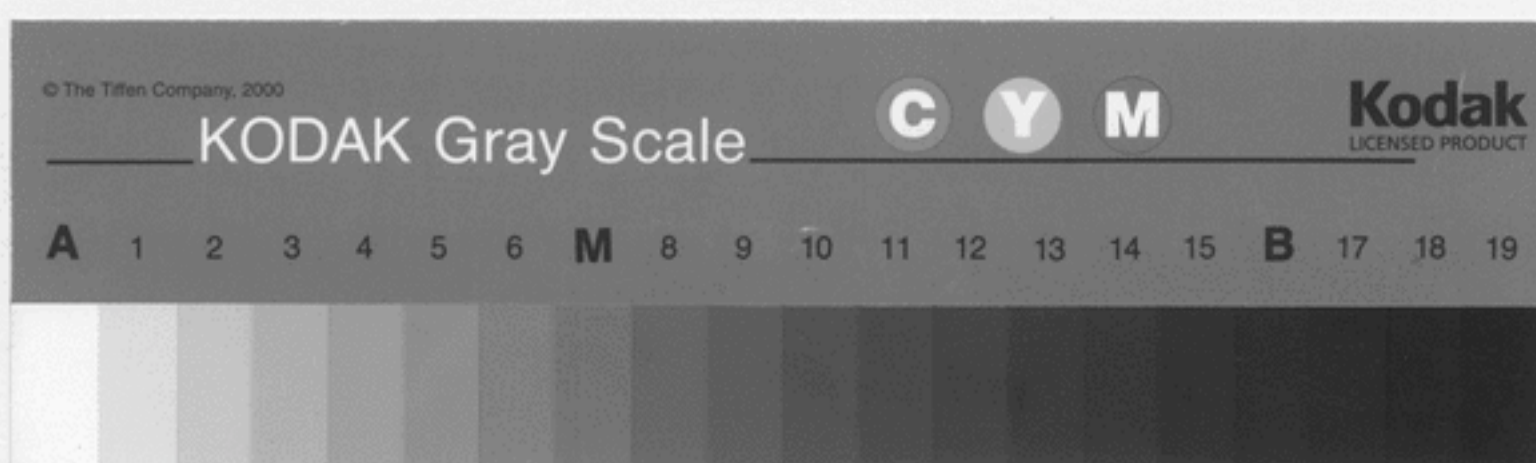 © The Tiffen Company, 2000
KODAK Gray Scale
C Y M
Kodak
LICENSED PRODUCT
A 1 2 3 4 5 6 M 8 9 10 11 12 13 14 15 B 17 18 19